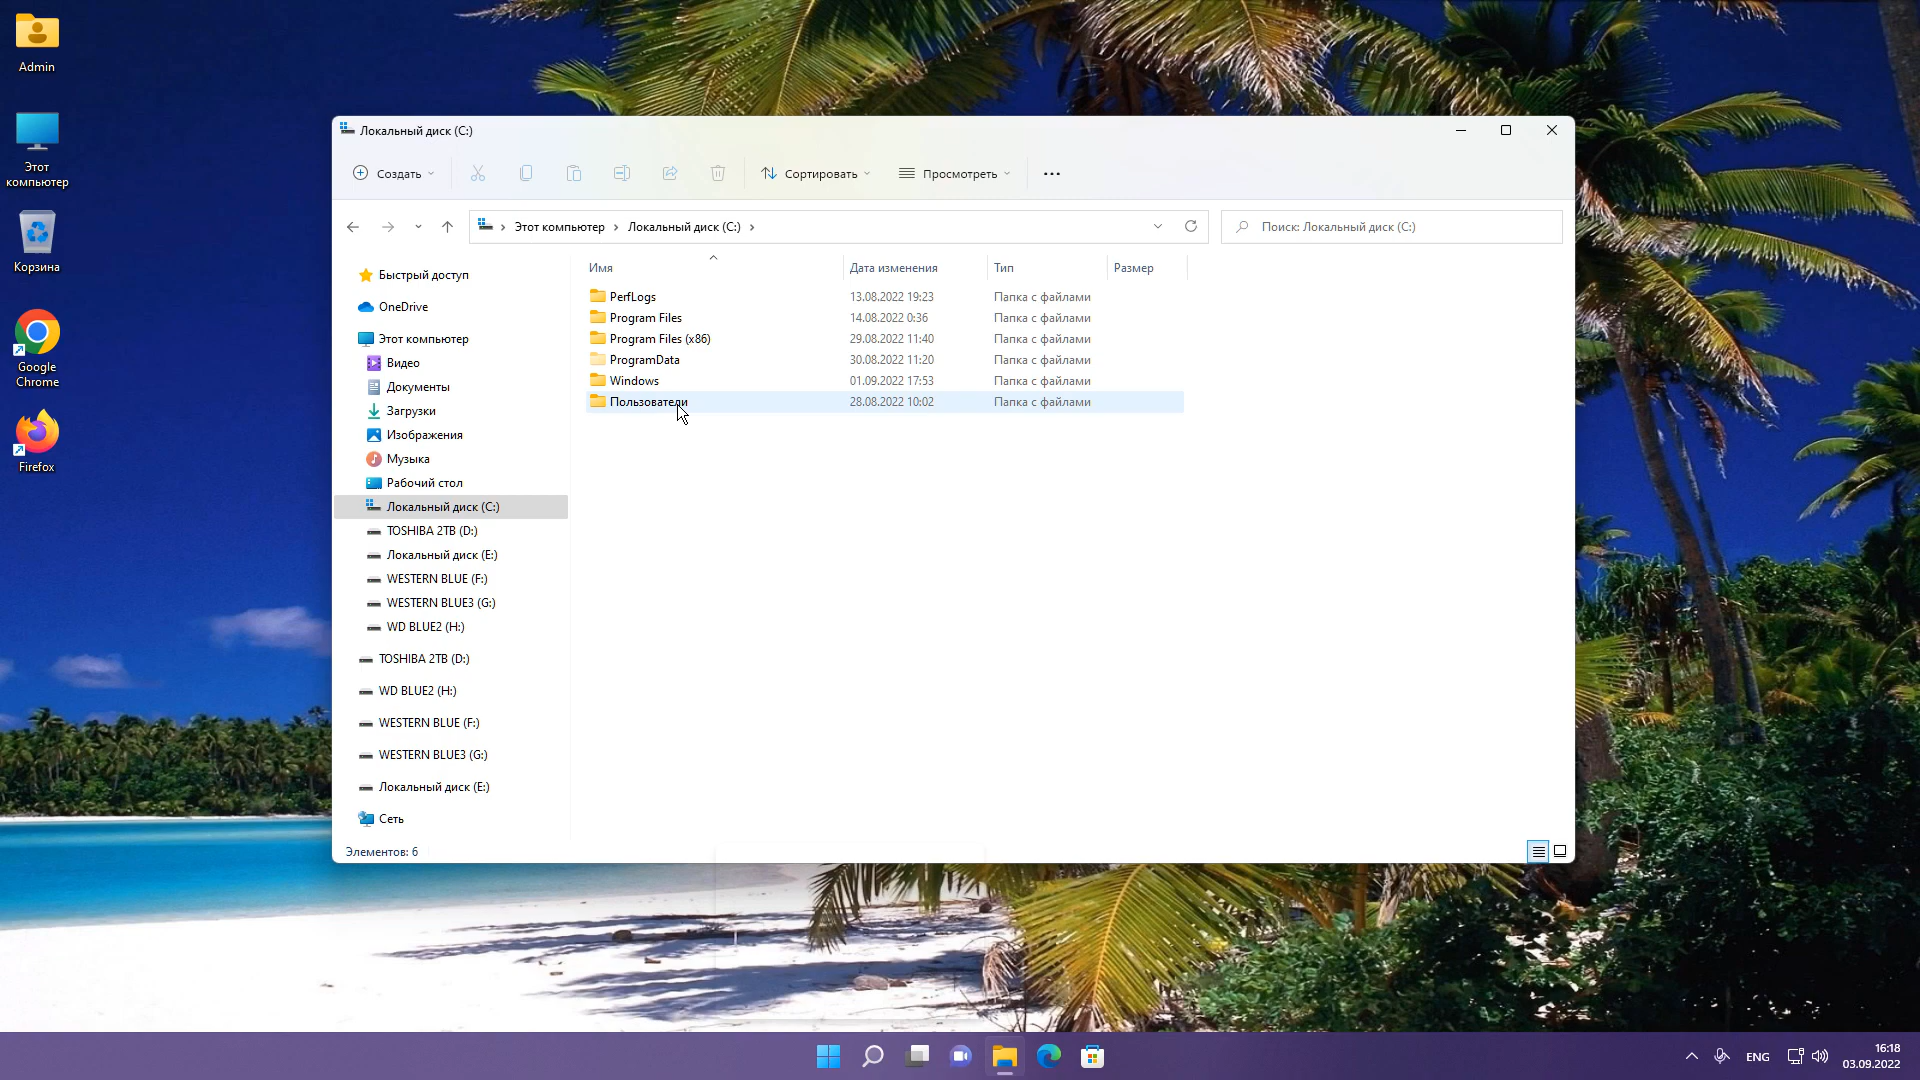 Admin
Этот
компьютер
Корзина
Google
Chrome
Firefox
Локальный диск (C:)
Создать
Сортировать
Просмотреть
Этот компьютер
Локальный диск (C:)
Поиск: Локальный диск (C:)
Быстрый доступ
OneDrive
Этот компьютер
Видео
Документы
Загрузки
Изображения
Музыка
Рабочий стол
Локальный диск (C:)
TOSHIBA 2TB (D:)
Локальный диск (E:)
WESTERN BLUE (F:)
WESTERN BLUE3 (G:)
WD BLUE2 (H:)
TOSHIBA 2TB (D:)
WD BLUE2 (H:)
WESTERN BLUE (F:)
WESTERN BLUE3 (G:)
Локальный диск (E:)
Сеть
Имя Дата изменения Тип Размер
PerfLogs 13.08.2022 19:23 Папка с файлами
Program Files 14.08.2022 0:36 Папка с файлами
Program Files (x86) 29.08.2022 11:40 Папка с файлами
ProgramData 30.08.2022 11:20 Папка с файлами
Windows 01.09.2022 17:53 Папка с файлами
Пользователи 28.08.2022 10:02 Папка с файлами
Элементов: 6
ENG
16:18
03.09.2022